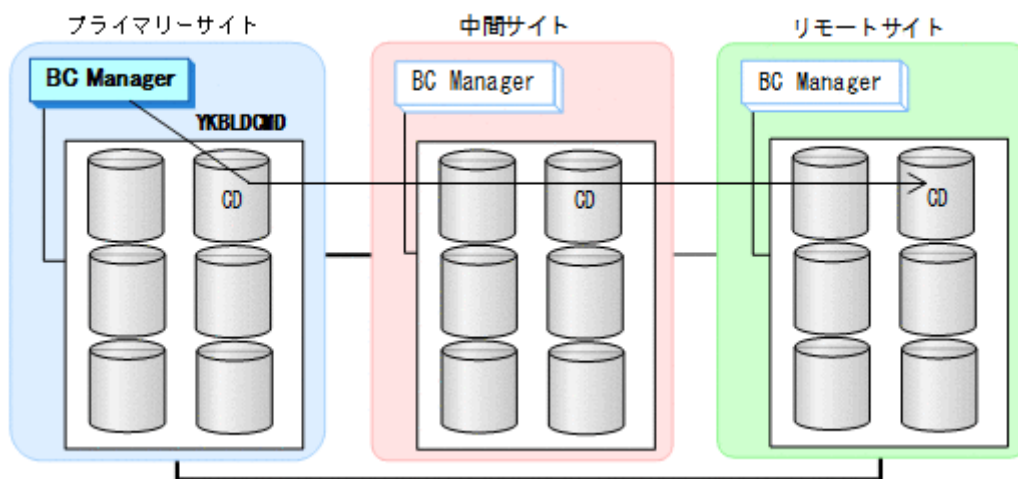 プライマリーサイト
中間サイト
リモートサイト
BC Manager
BC Manager
BC Manager
YKBLDCMD
CD
CD
CD